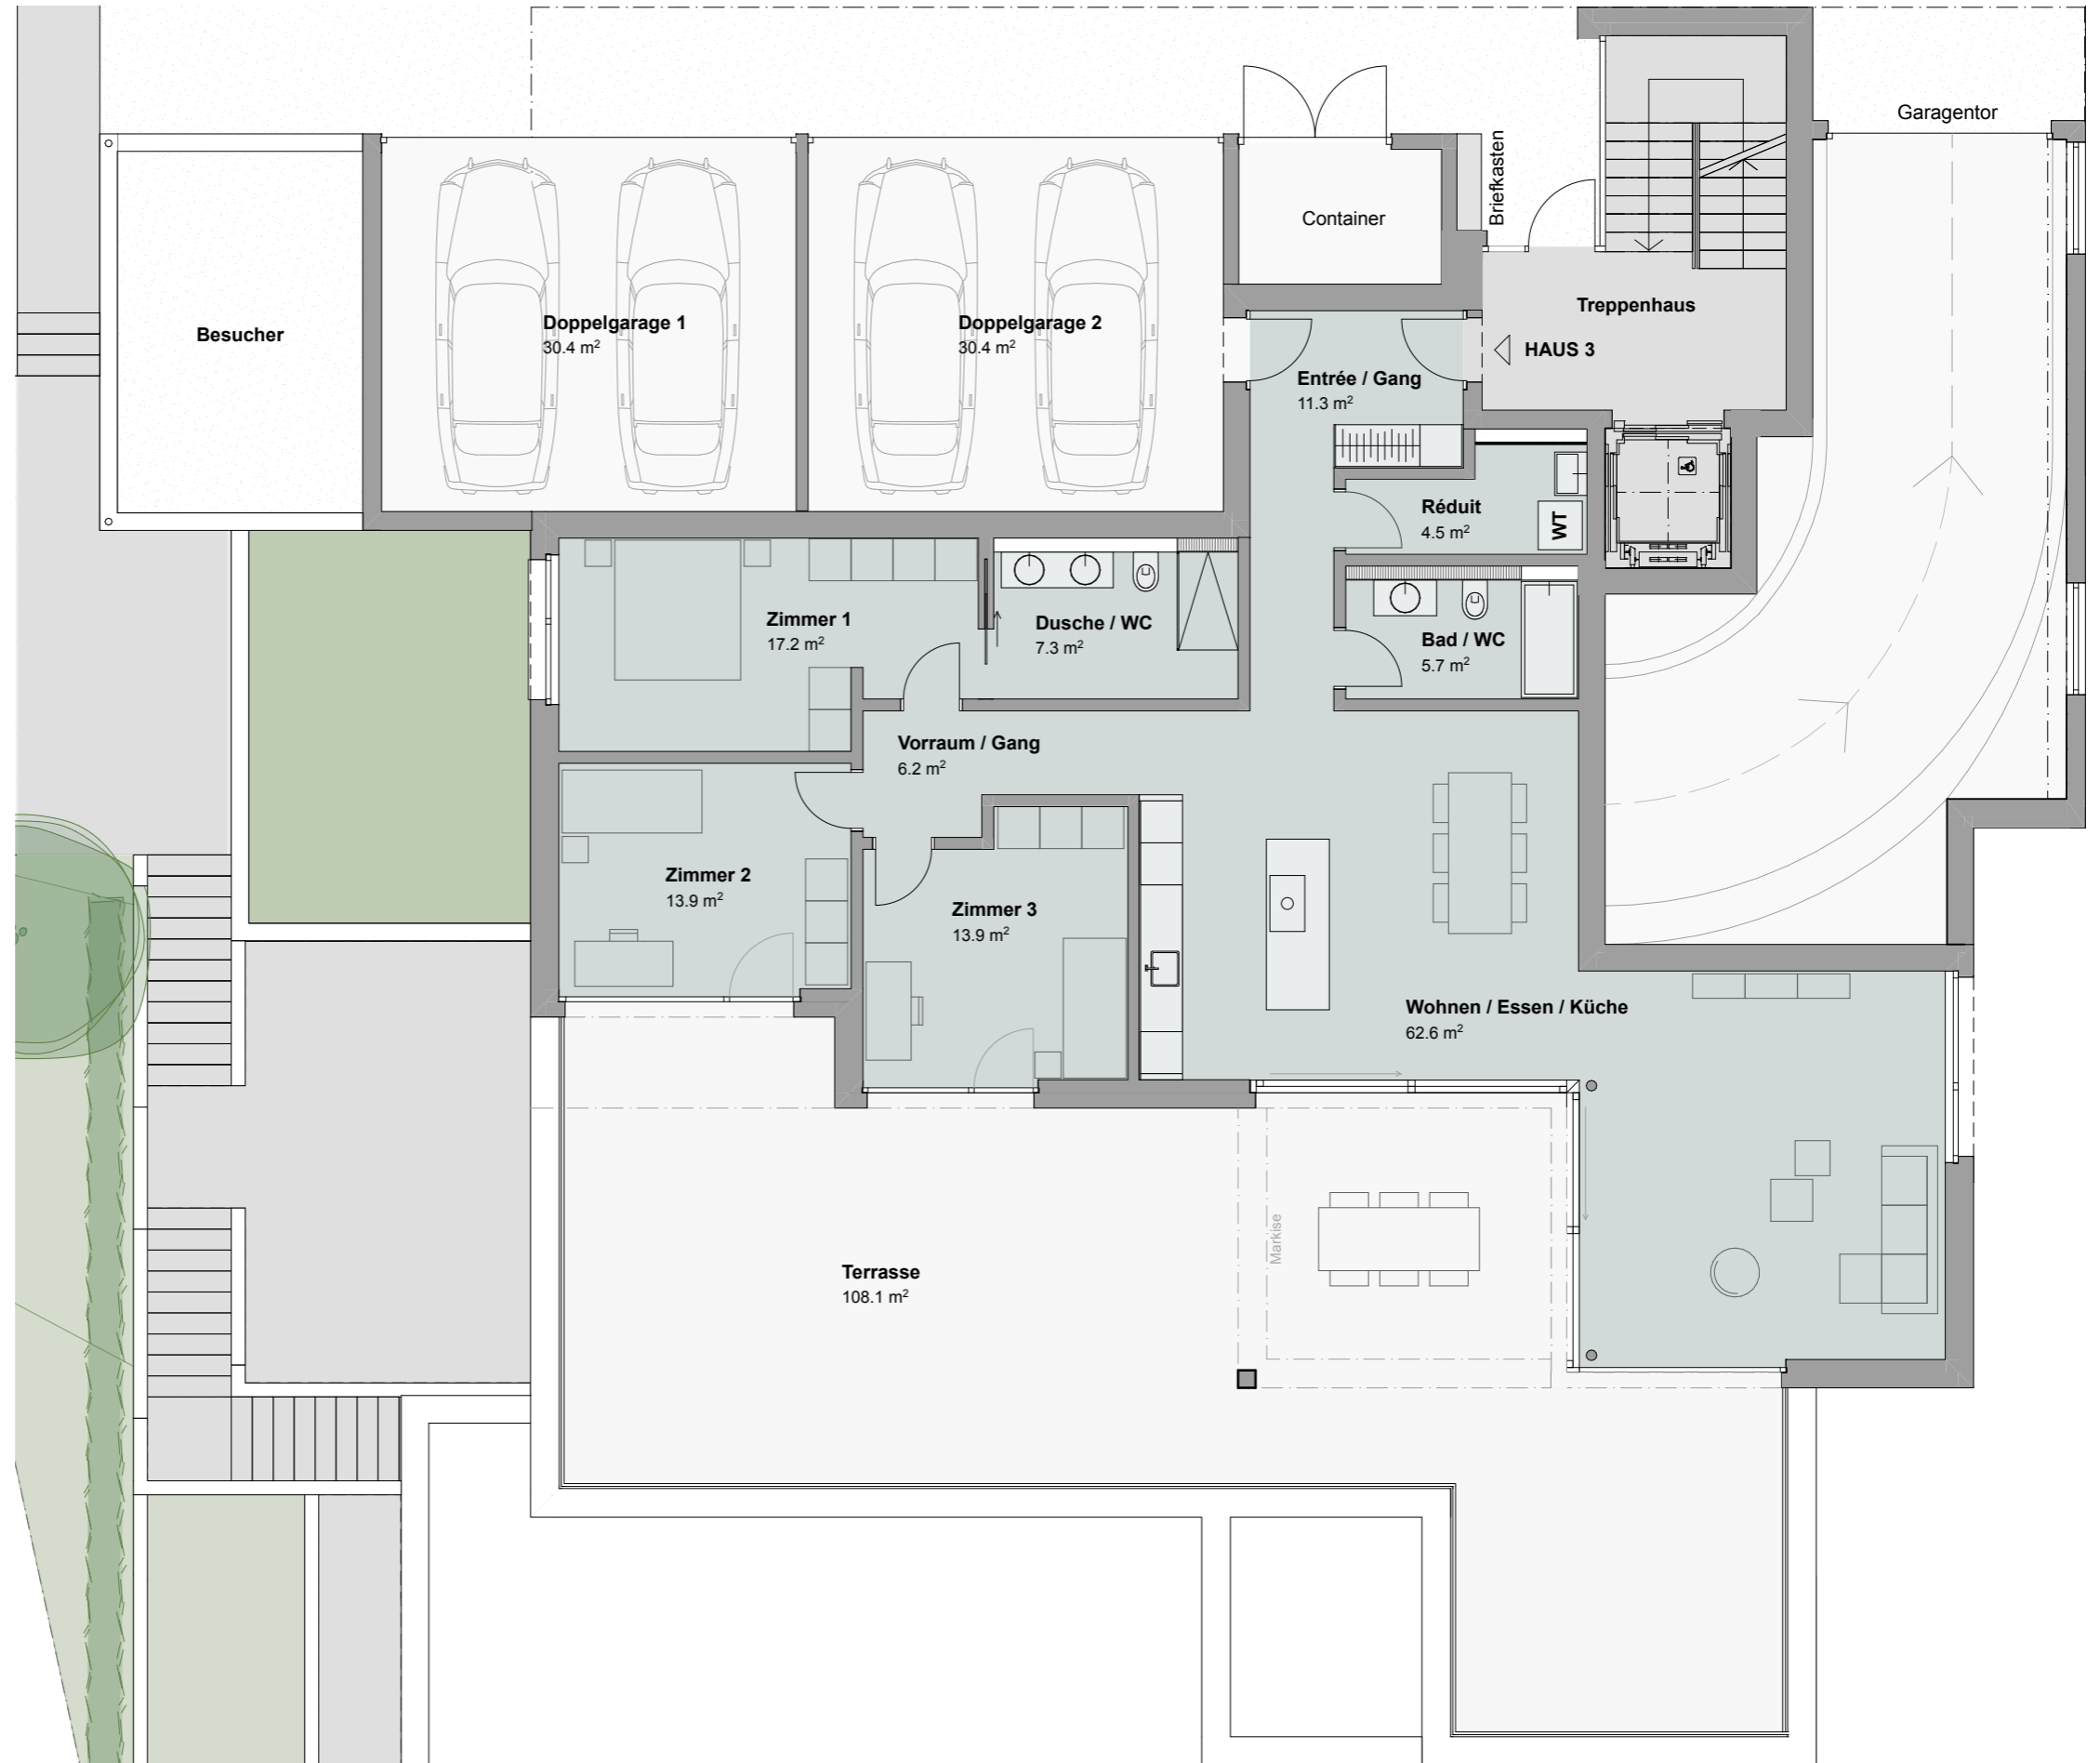 Garagentor
Briefkasten
Container
Treppenhaus
HAUS 3
Besucher
Doppelgarage 1
30.4 m²
Doppelgarage 2
30.4 m²
Entrée / Gang
11.3 m²
Réduit
4.5 m²
WT
Zimmer 1
17.2 m²
Dusche / WC
7.3 m²
Bad / WC
5.7 m²
Vorraum / Gang
6.2 m²
Zimmer 2
13.9 m²
Zimmer 3
13.9 m²
Wohnen / Essen / Küche
62.6 m²
Markise
Terrasse
108.1 m²